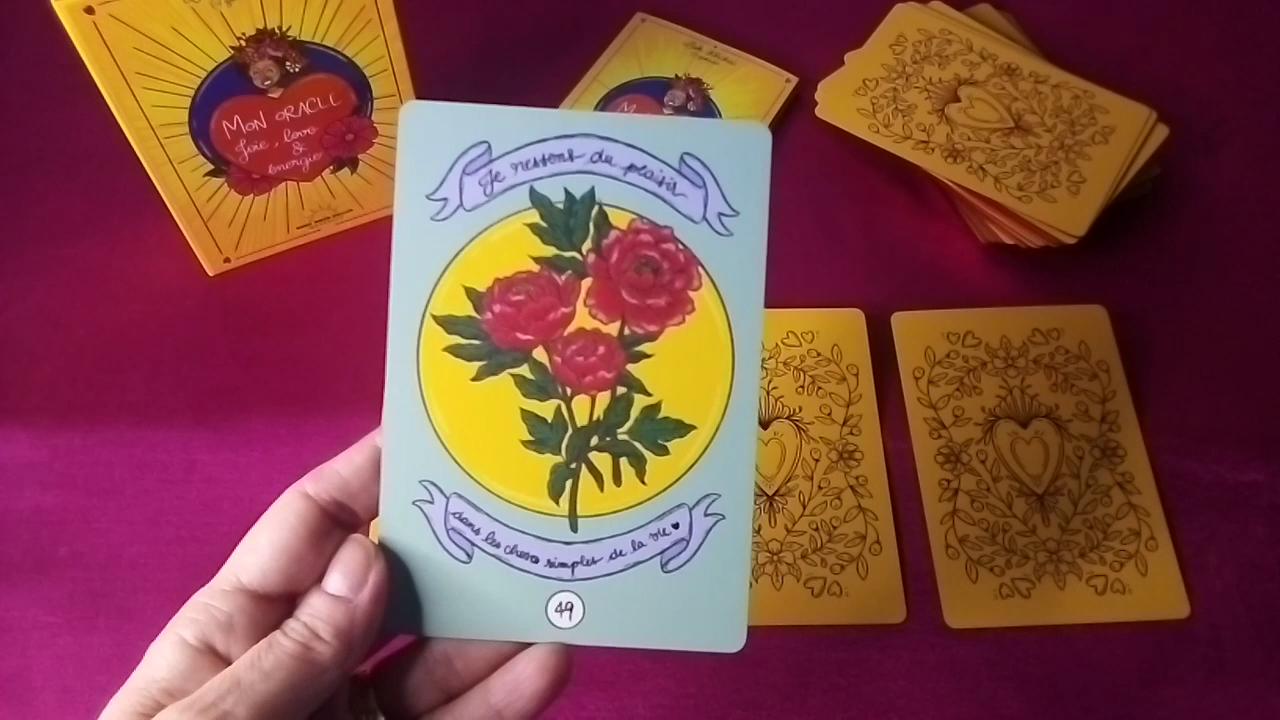 MON ORACLE
Joie, love
&
énergie
Je ressens du plaisir
dans les choses simples de la vie
49